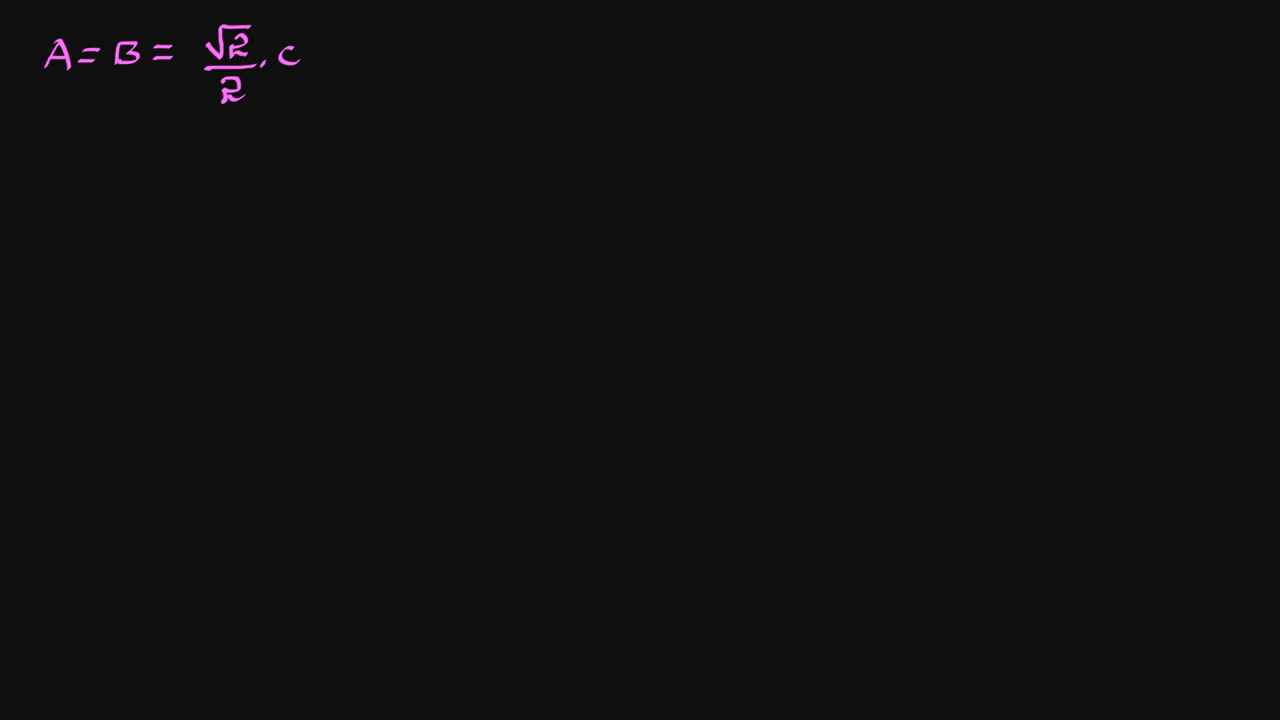 A = B = √2/2 . C